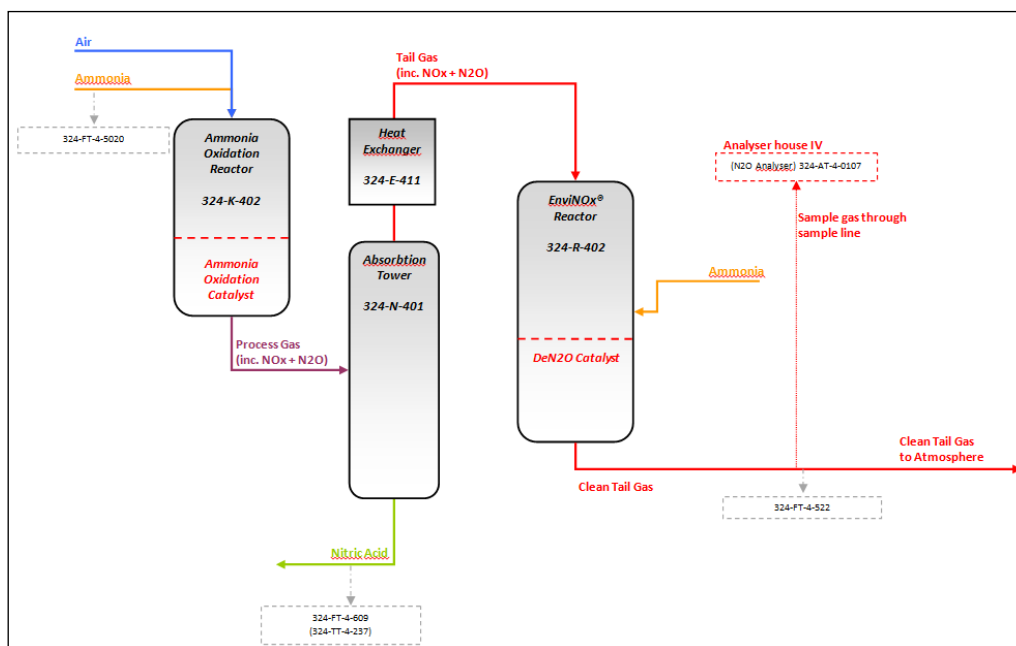 Air
Ammonia
324-FT-4-5020
Ammonia
Oxidation
Reactor
324-K-402
Ammonia
Oxidation
Catalyst
Process Gas
(inc. NOx + N2O)
Tail Gas
(inc. NOx + N2O)
Heat
Exchanger
324-E-411
Absorbtion
Tower
324-N-401
Nitric Acid
324-FT-4-609
(324-TT-4-237)
EnviNOx®
Reactor
324-R-402
Ammonia
DeN2O Catalyst
Clean Tail Gas
Analyser house IV
(N2O Analyser) 324-AT-4-0107
Sample gas through
sample line
Clean Tail Gas
to Atmosphere
324-FT-4-522